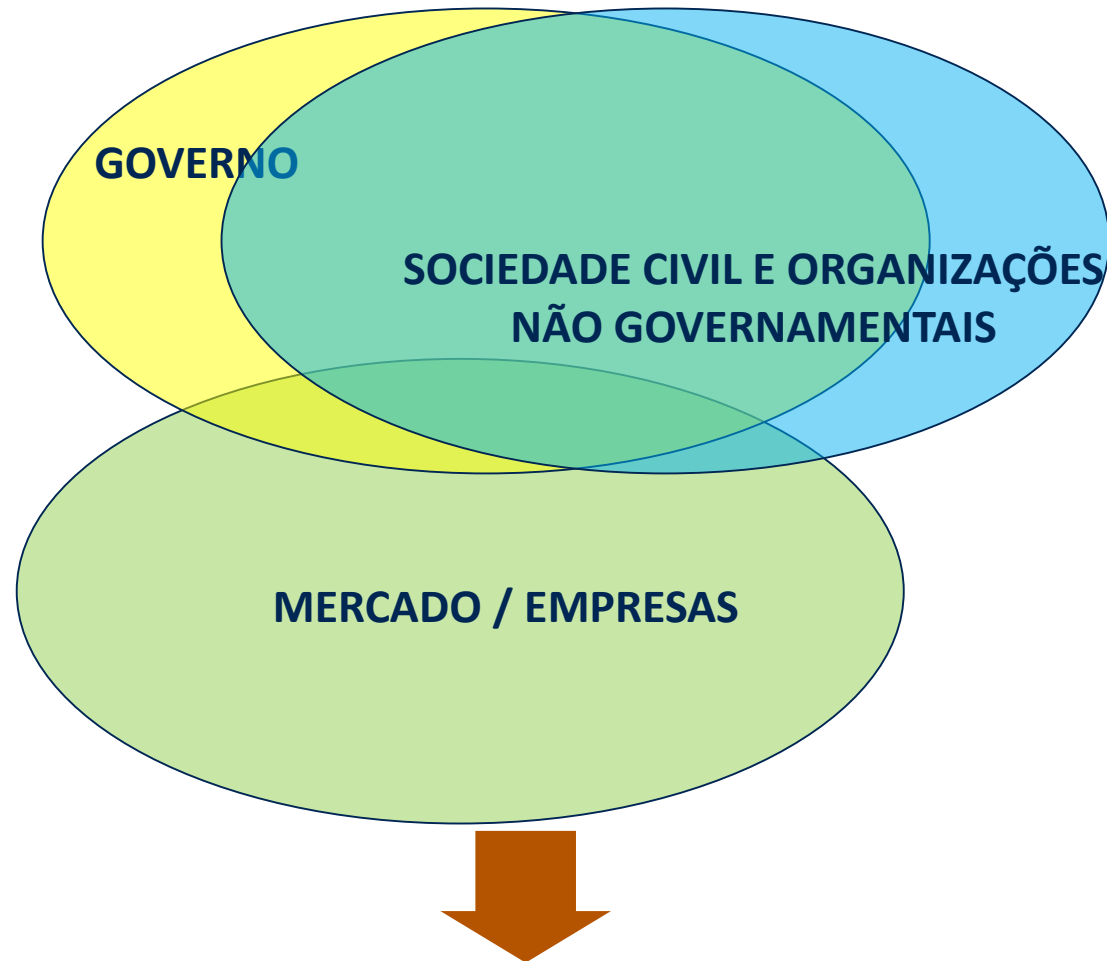 GOVERNO
SOCIEDADE CIVIL E ORGANIZAÇÕES
NÃO GOVERNAMENTAIS
MERCADO / EMPRESAS